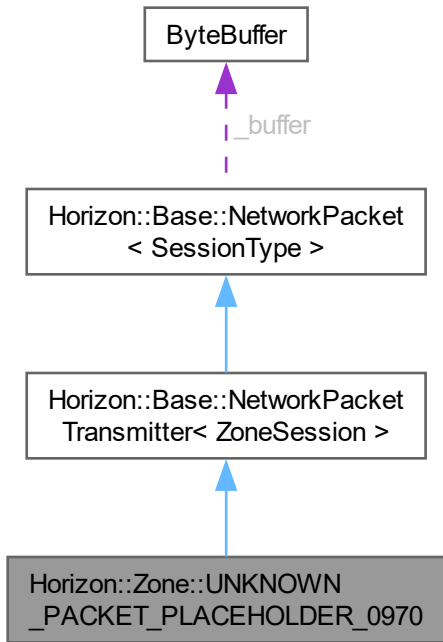 ByteBuffer
_buffer
Horizon::Base::NetworkPacket
< SessionType >
Horizon::Base::NetworkPacket
Transmitter< ZoneSession >
Horizon::Zone::UNKNOWN
_PACKET_PLACEHOLDER_0970